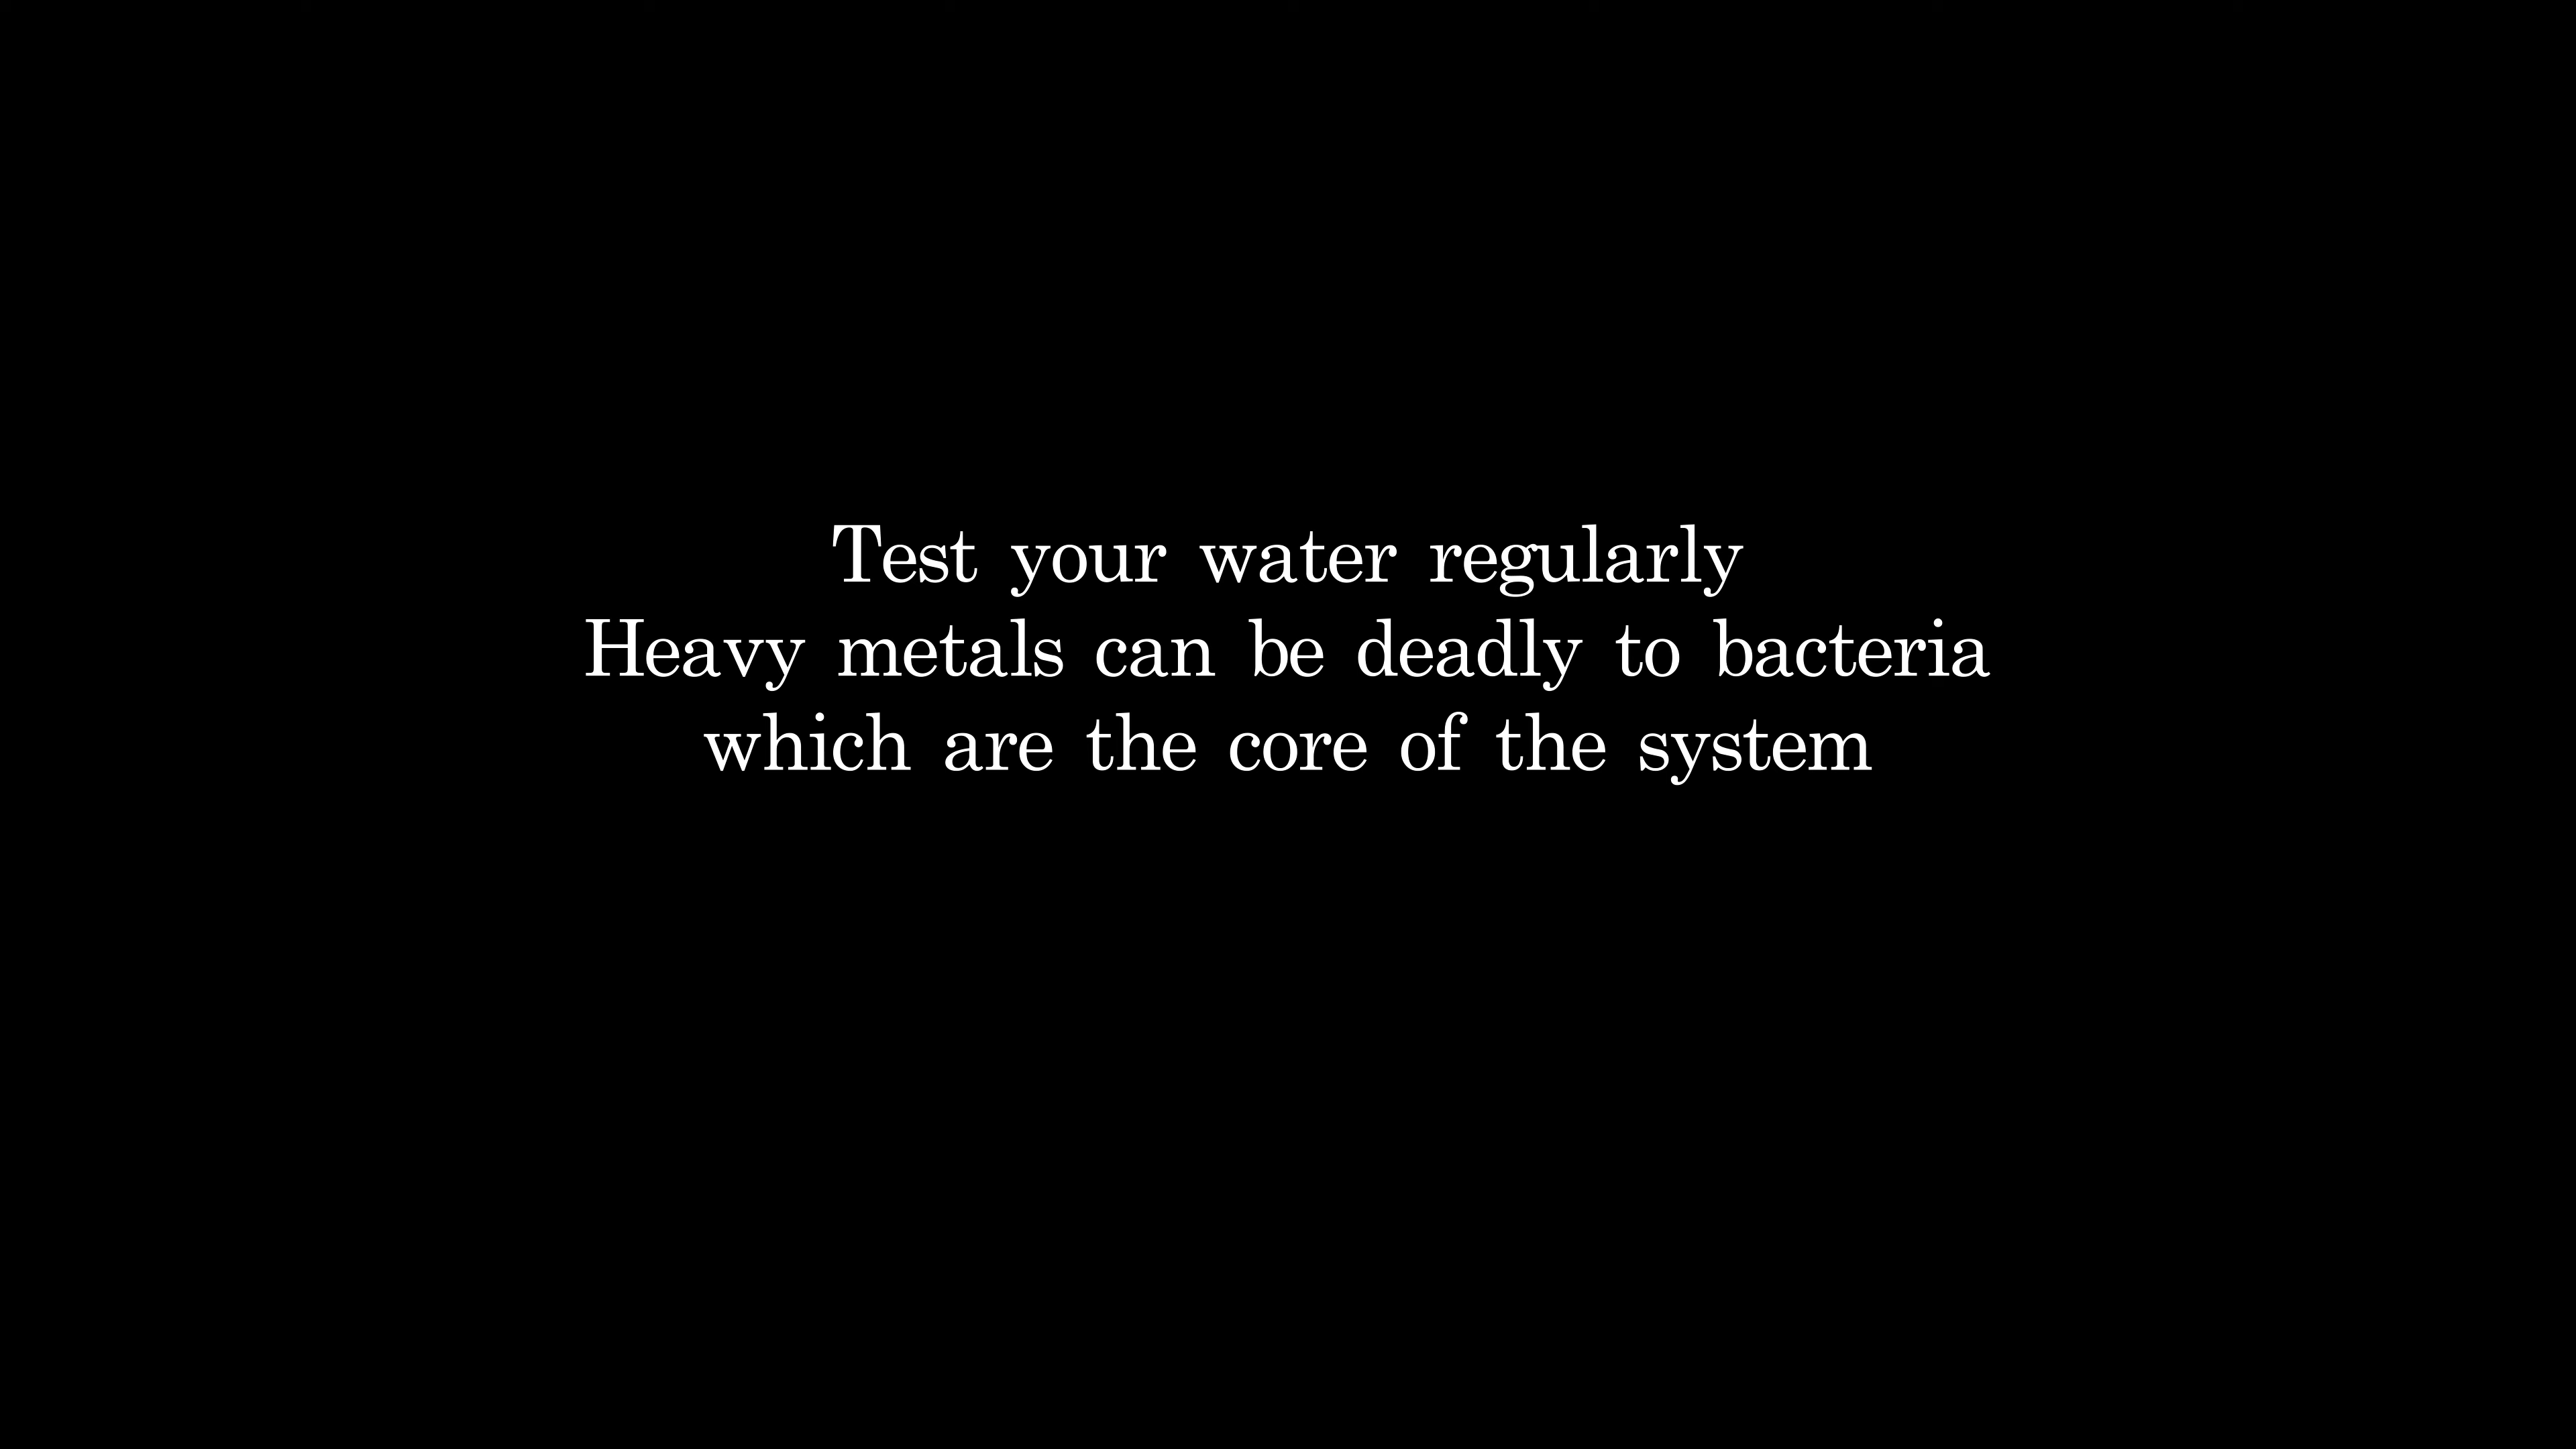 Test your water regularly
Heavy metals can be deadly to bacteria
which are the core of the system